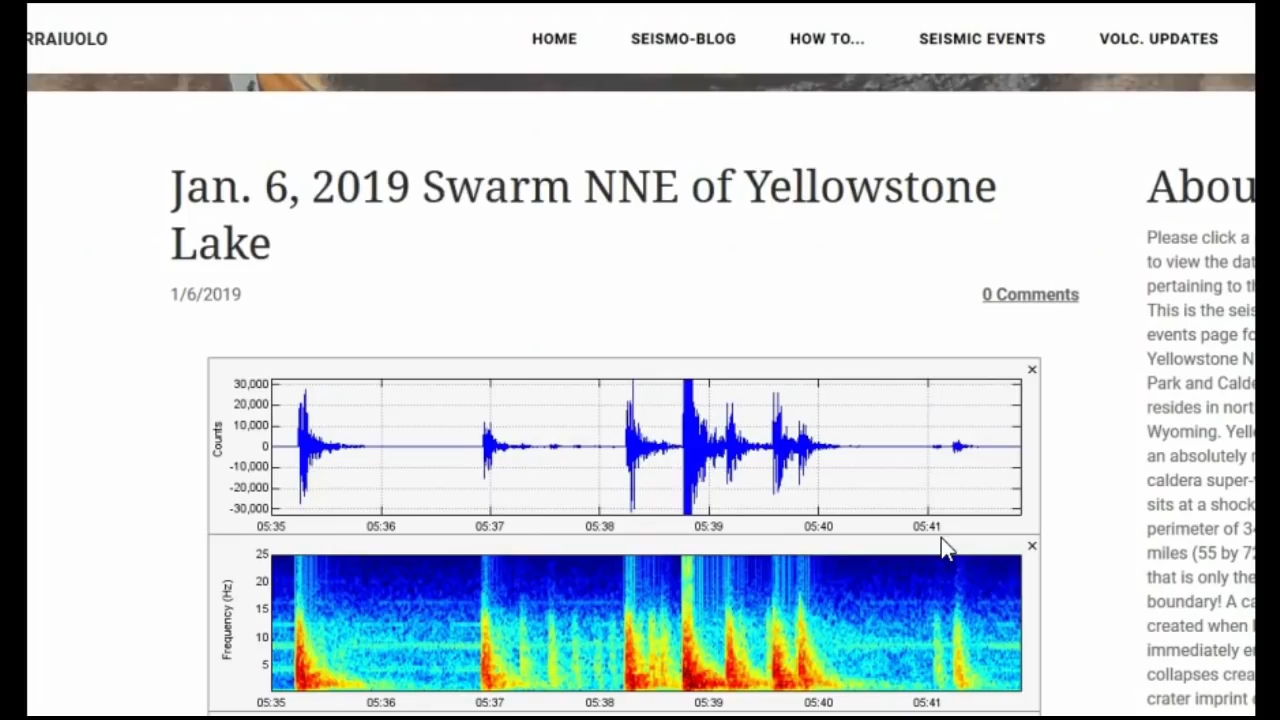 RRAIUOLO
HOME SEISMO-BLOG HOW TO... SEISMIC EVENTS VOLC. UPDATES
Jan. 6, 2019 Swarm NNE of Yellowstone
Lake
1/6/2019
0 Comments
30,000
20,000
10,000
0
-10,000
-20,000
-30,000
Counts
05:35 05:36 05:37 05:38 05:39 05:40 05:41
25
20
15
10
5
Frequency (Hz)
05:35 05:36 05:37 05:38 05:39 05:40 05:41
Abou
Please click a
to view the dat
pertaining to th
This is the seis
events page fo
Yellowstone N
Park and Calde
resides in nort
Wyoming. Yell
an absolutely
caldera super-
sits at a shock
perimeter of 3
miles (55 by 72
that is only the
boundary! A ca
created when
immediately e
collapses crea
crater imprint